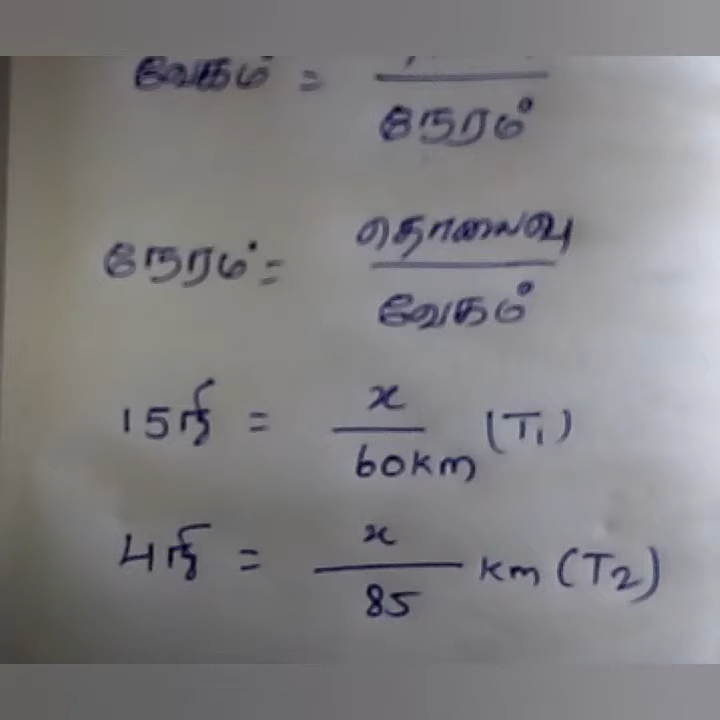 வேகம் =
நேரம்
நேரம் = தொலைவு
வேகம்
15நி = x (T1)
60km
4நி = x km (T2)
85